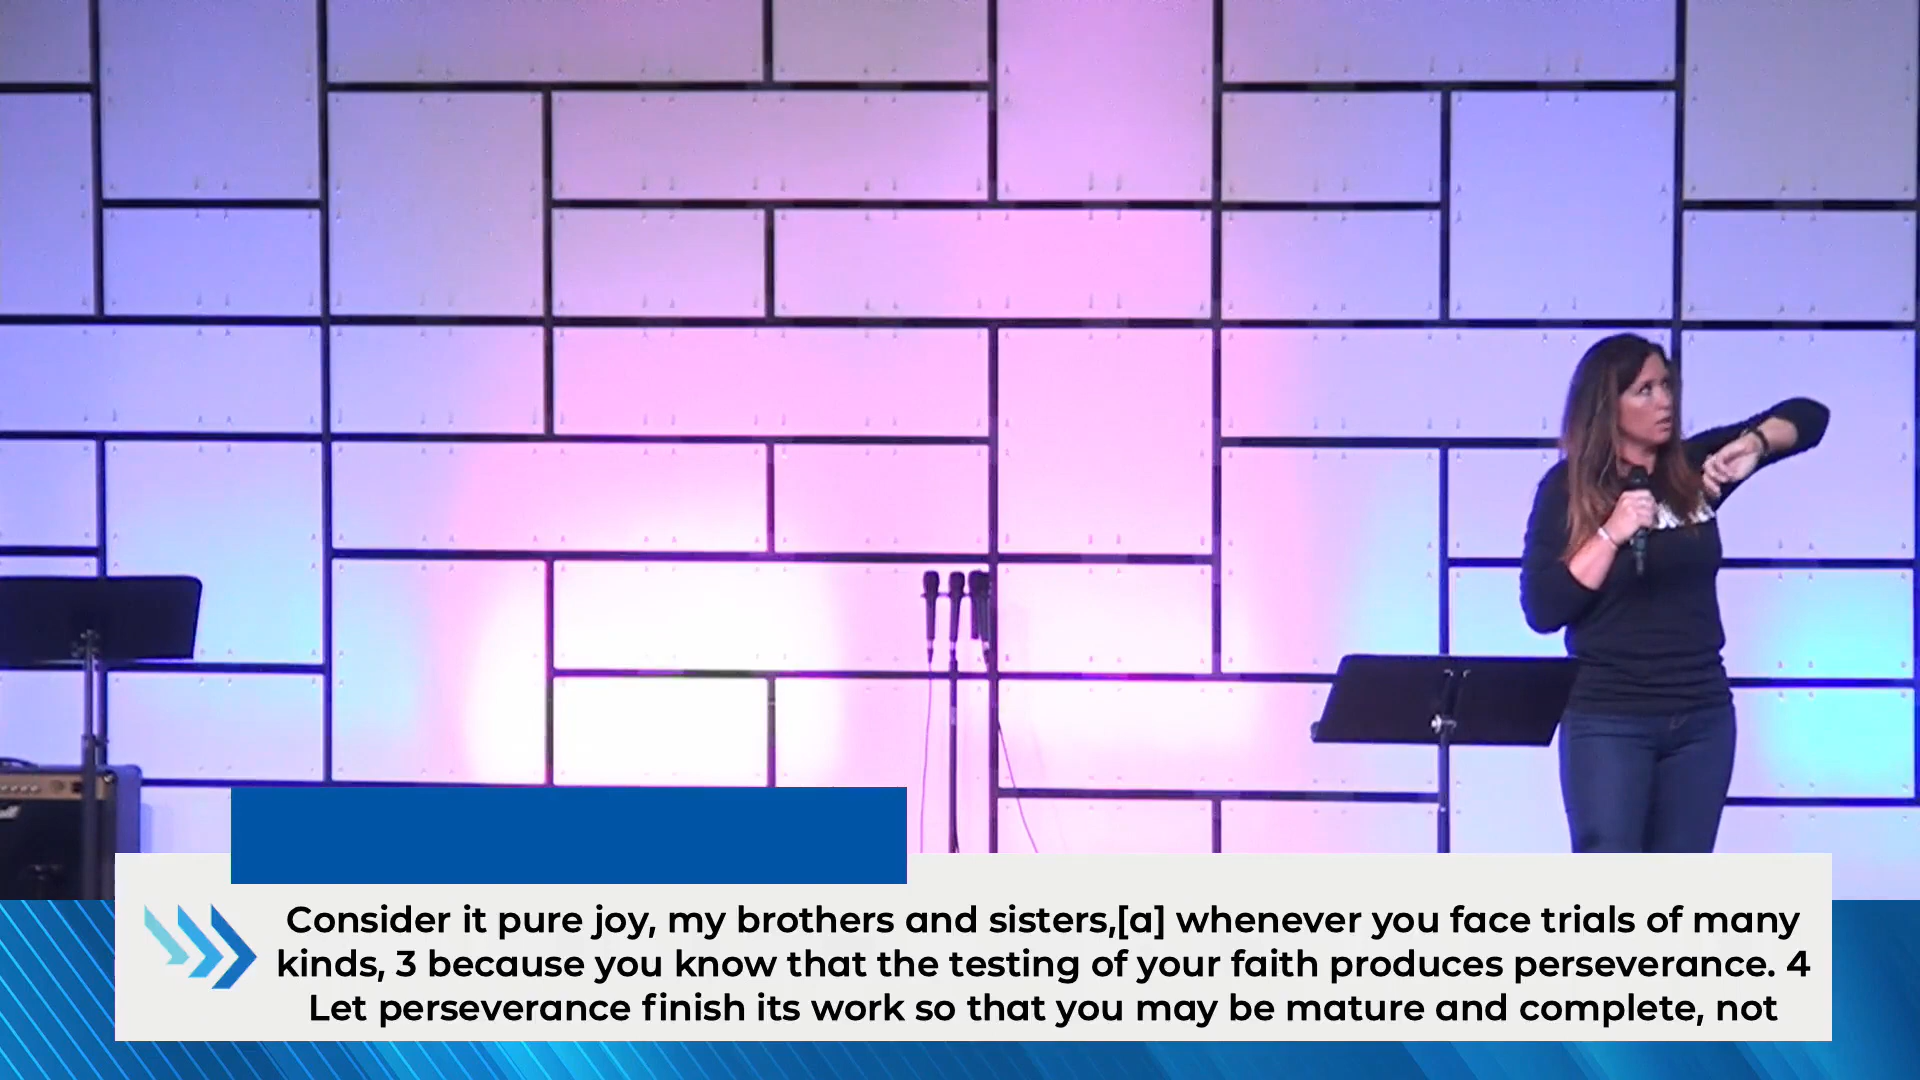 Consider it pure joy, my brothers and sisters,[a] whenever you face trials of many
kinds, 3 because you know that the testing of your faith produces perseverance. 4
Let perseverance finish its work so that you may be mature and complete, not